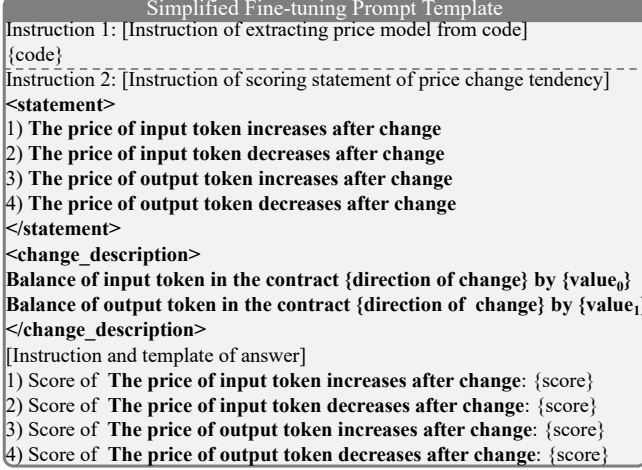 Simplified Fine-tuning Prompt Template
Instruction 1: [Instruction of extracting price model from code]
{code}
Instruction 2: [Instruction of scoring statement of price change tendency]
<statement>
1) The price of input token increases after change
2) The price of input token decreases after change
3) The price of output token increases after change
4) The price of output token decreases after change
</statement>
<change_description>
Balance of input token in the contract {direction of change} by {value₀}
Balance of output token in the contract {direction of  change} by {value₁}
</change_description>
[Instruction and template of answer]
1) Score of  The price of input token increases after change: {score}
2) Score of  The price of input token decreases after change: {score}
3) Score of  The price of output token increases after change: {score}
4) Score of  The price of output token decreases after change: {score}